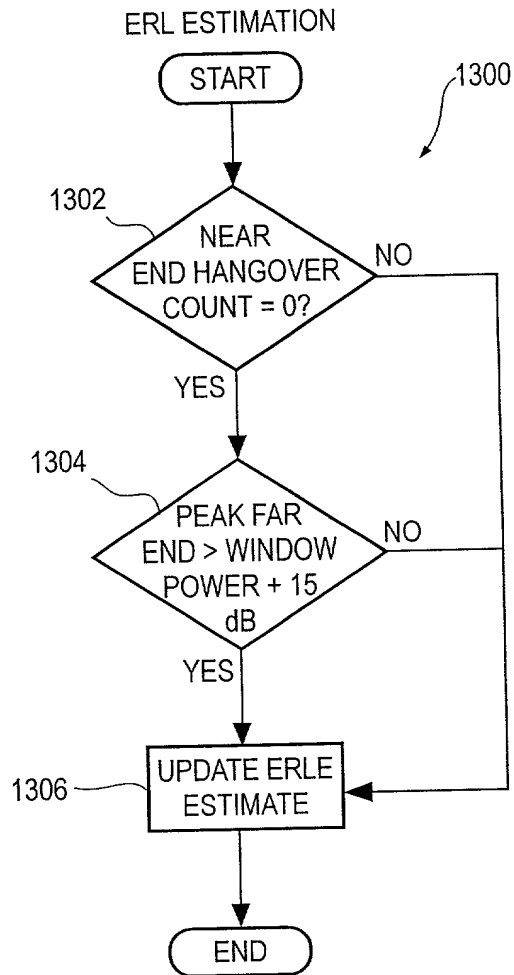 ERL ESTIMATION
START
1300
1302
NEAR
END HANGOVER
COUNT = 0?
NO
YES
1304
PEAK FAR
END > WINDOW
POWER + 15
dB
NO
YES
1306
UPDATE ERLE
ESTIMATE
END